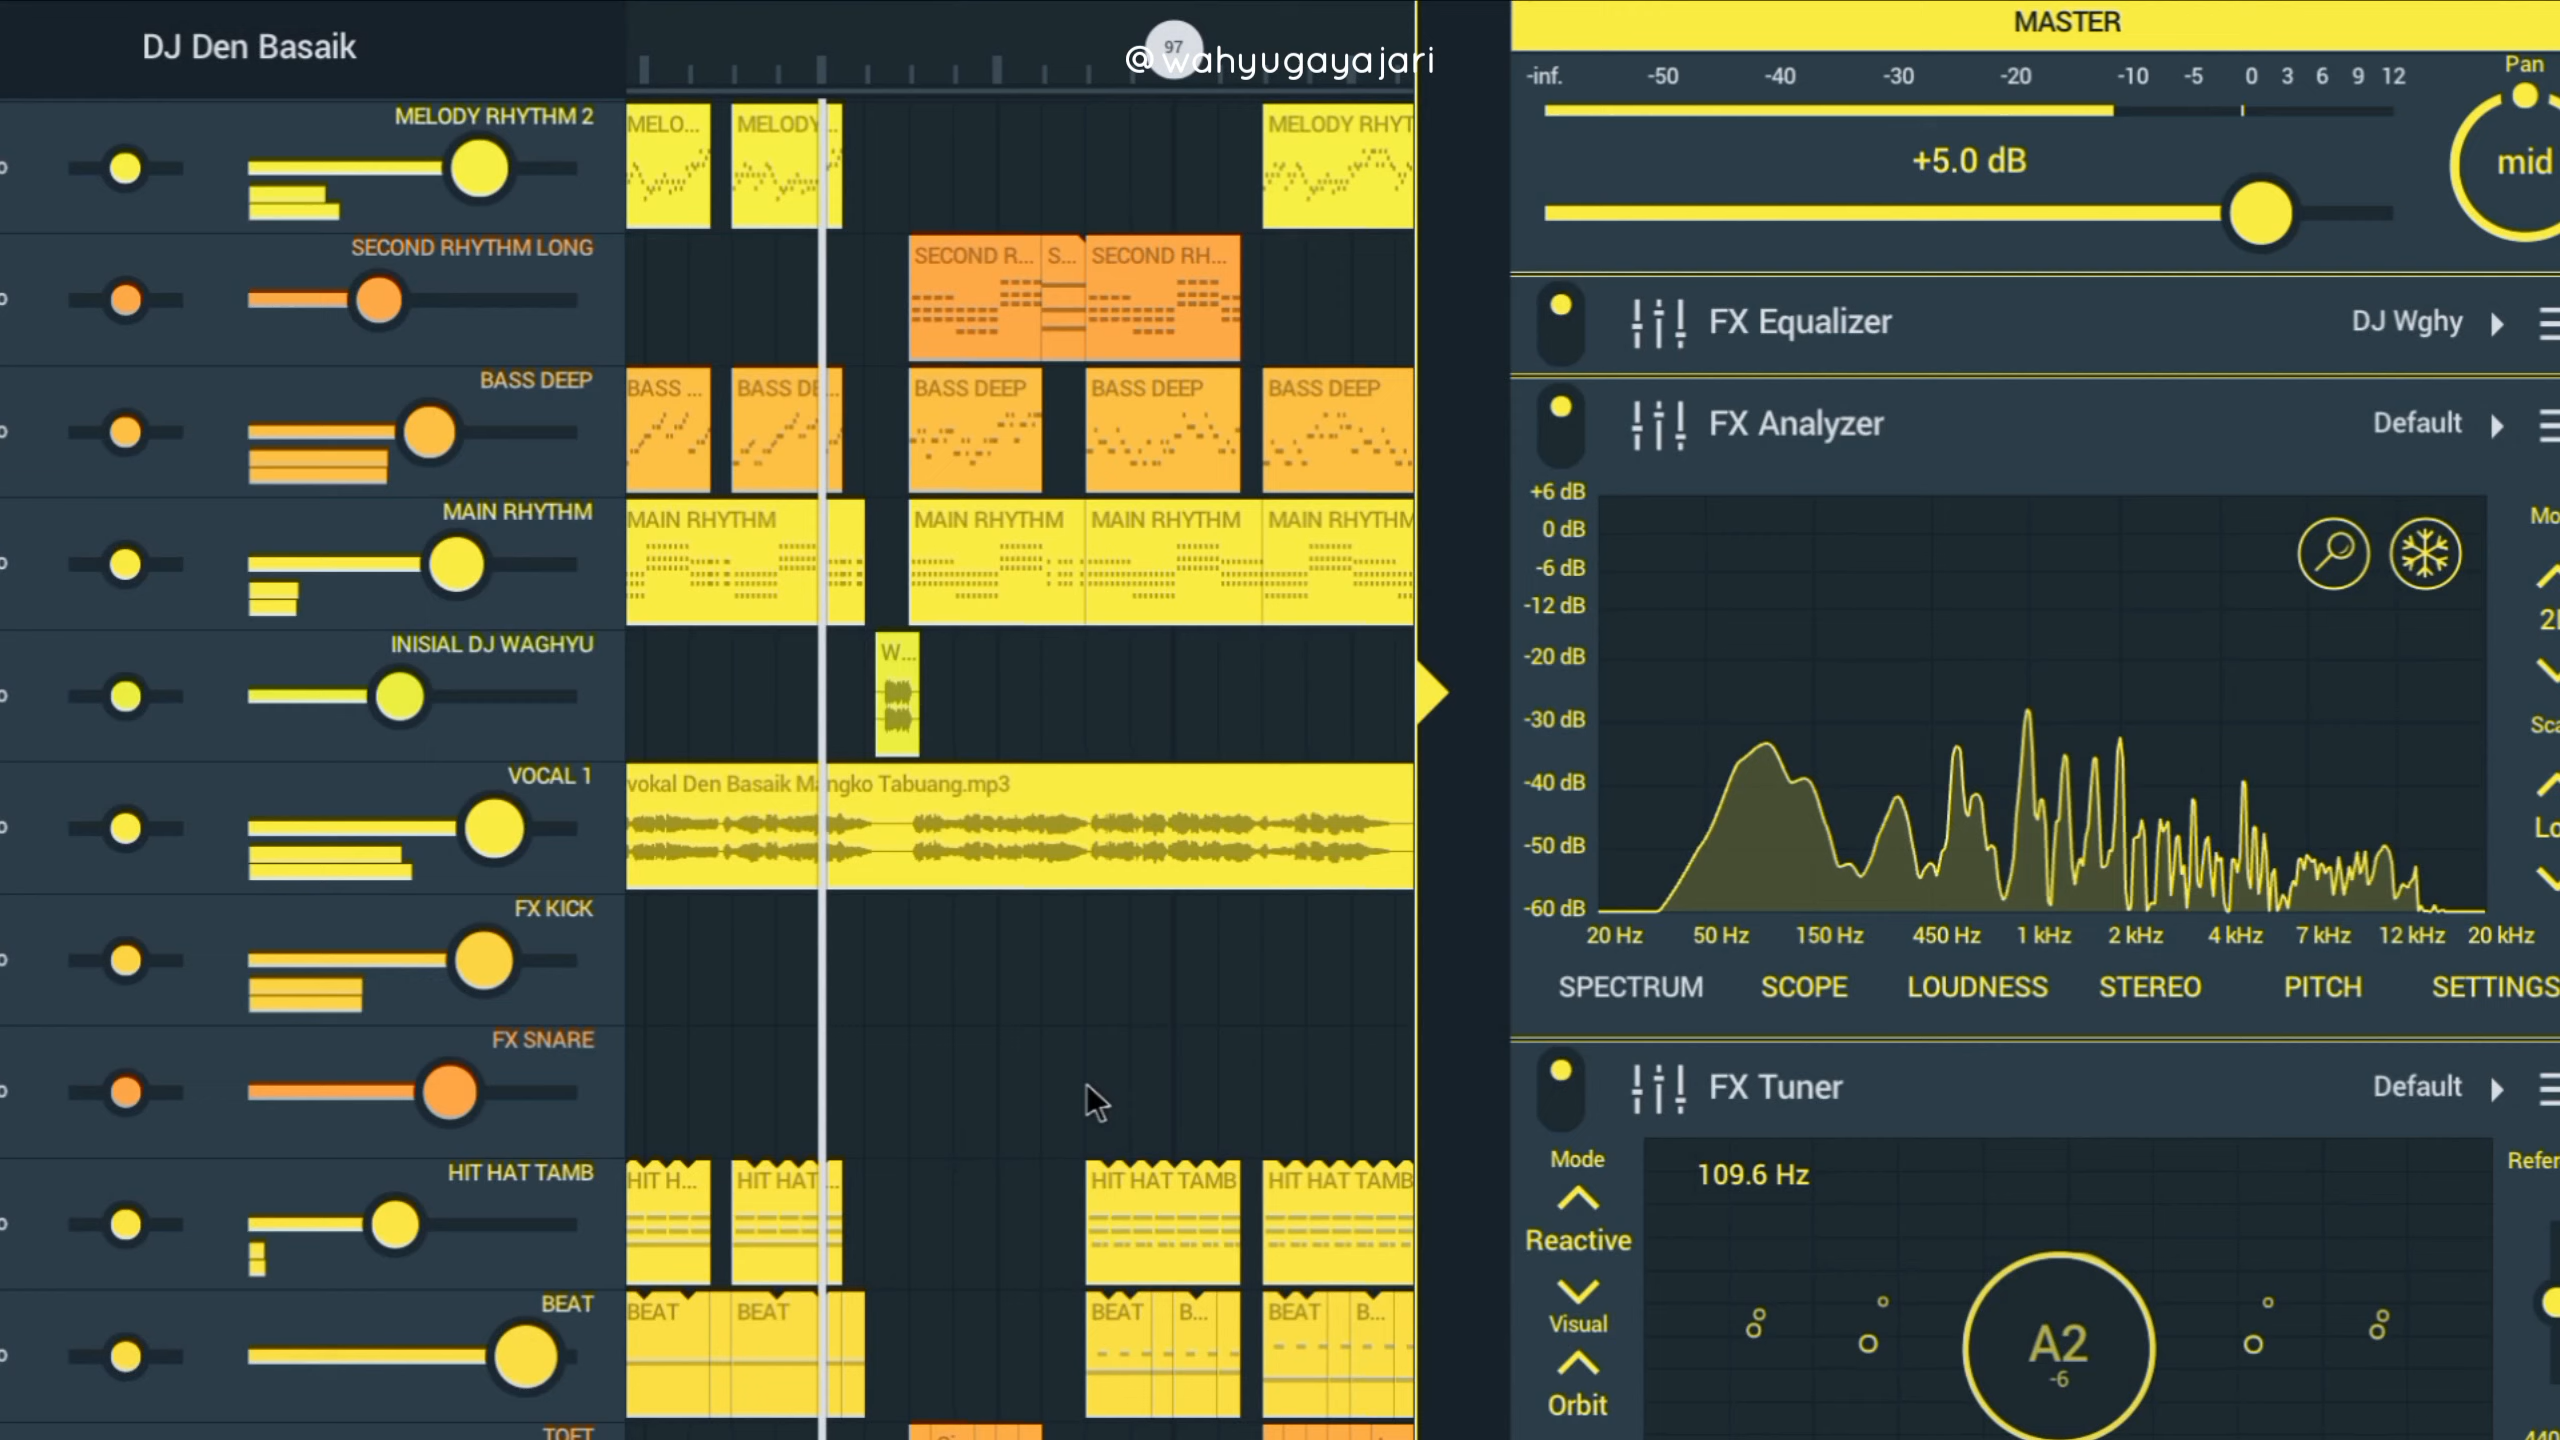 DJ Den Basaik
97
@wahyugayajari
MASTER
-inf. -50 -40 -30 -20 -10 -5 0 3 6 9 12
Pan
+5.0 dB
mid
MELODY RHYTHM 2
MELO... MELODY... MELODY RHYT
SECOND RHYTHM LONG
SECOND R... S... SECOND RH...
FX Equalizer DJ Wghy
BASS DEEP
BASS ... BASS DE... BASS DEEP BASS DEEP BASS DEEP
FX Analyzer Default
MAIN RHYTHM
MAIN RHYTHM MAIN RHYTHM MAIN RHYTHM MAIN RHYTHM
+6 dB
0 dB
-6 dB
-12 dB
-20 dB
-30 dB
-40 dB
-50 dB
-60 dB
20 Hz 50 Hz 150 Hz 450 Hz 1 kHz 2 kHz 4 kHz 7 kHz 12 kHz 20 kHz
INISIAL DJ WAGHYU
W...
VOCAL 1
vokal Den Basaik Mangko Tabuang.mp3
FX KICK
SPECTRUM SCOPE LOUDNESS STEREO PITCH SETTINGS
FX SNARE
FX Tuner Default
HIT HAT TAMB
HIT H... HIT HAT... HIT HAT TAMB HIT HAT TAMB
Mode
Reactive
Visual
Orbit
109.6 Hz
Refer
A2
-6
BEAT
BEAT BEAT BEAT B... BEAT B...